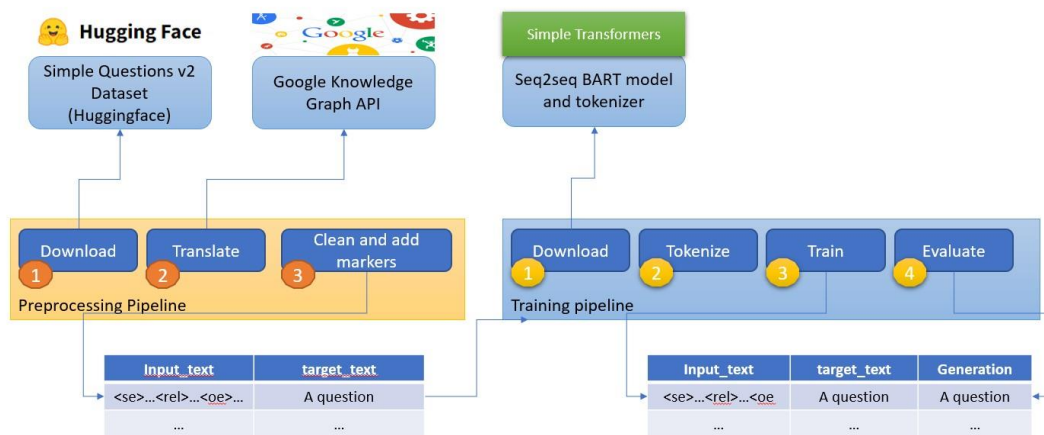 Hugging Face
Google
Simple Transformers
Simple Questions v2
Dataset
(Huggingface)
Google Knowledge
Graph API
Seq2seq BART model
and tokenizer
Download
1
Translate
2
Clean and add
markers
3
Preprocessing Pipeline
Download
1
Tokenize
2
Train
3
Evaluate
4
Training pipeline
Input_text target_text
<se>...<rel>...<oe>... A question
... ...
Input_text target_text Generation
<se>...<rel>...<oe A question A question
... ... ...